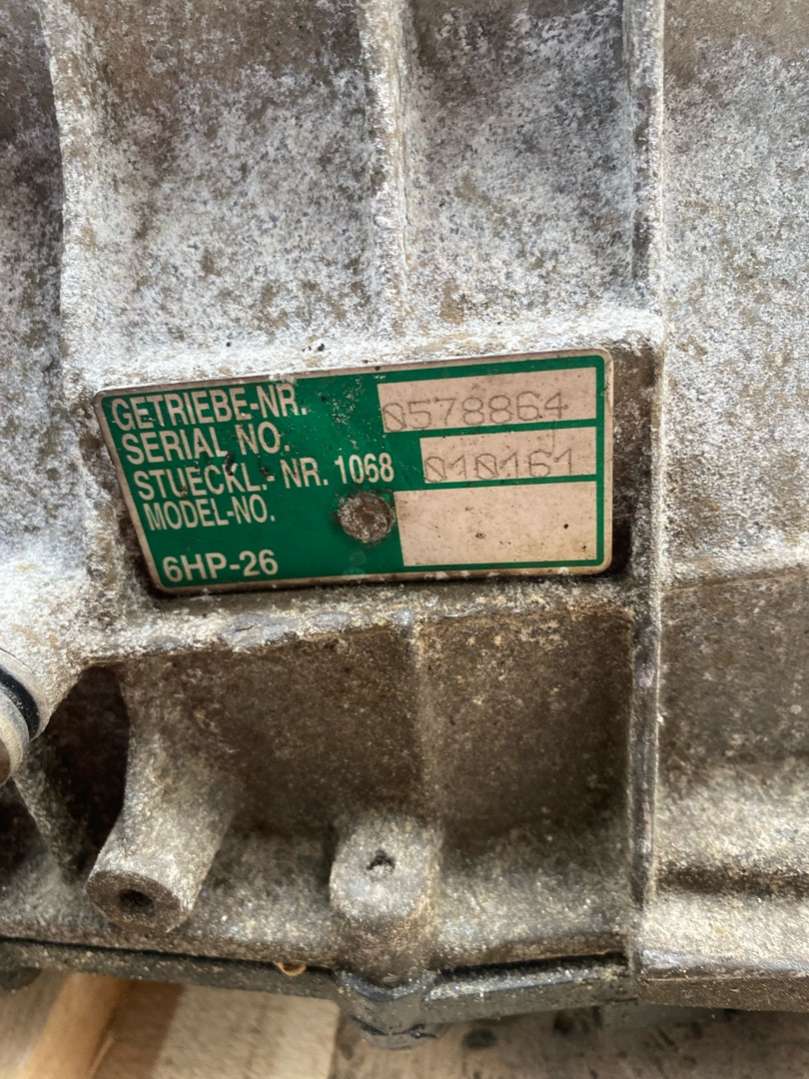 GETRIEBE-NR. 0578864
SERIAL NO.
STUECKL.- NR. 1068 010161
MODEL-NO.
6HP-26